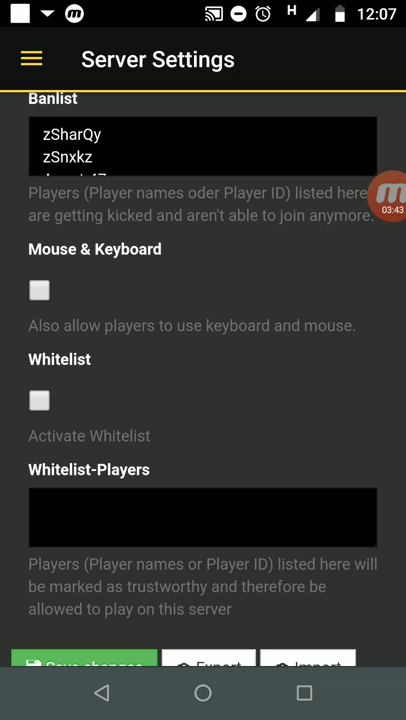 H
12:07
Server Settings
Banlist
zSharQy
zSnxkz
Players (Player names oder Player ID) listed here
are getting kicked and aren't able to join anymore.
03:43
Mouse & Keyboard
Also allow players to use keyboard and mouse.
Whitelist
Activate Whitelist
Whitelist-Players
Players (Player names or Player ID) listed here will
be marked as trustworthy and therefore be
allowed to play on this server
Save changes Export Import